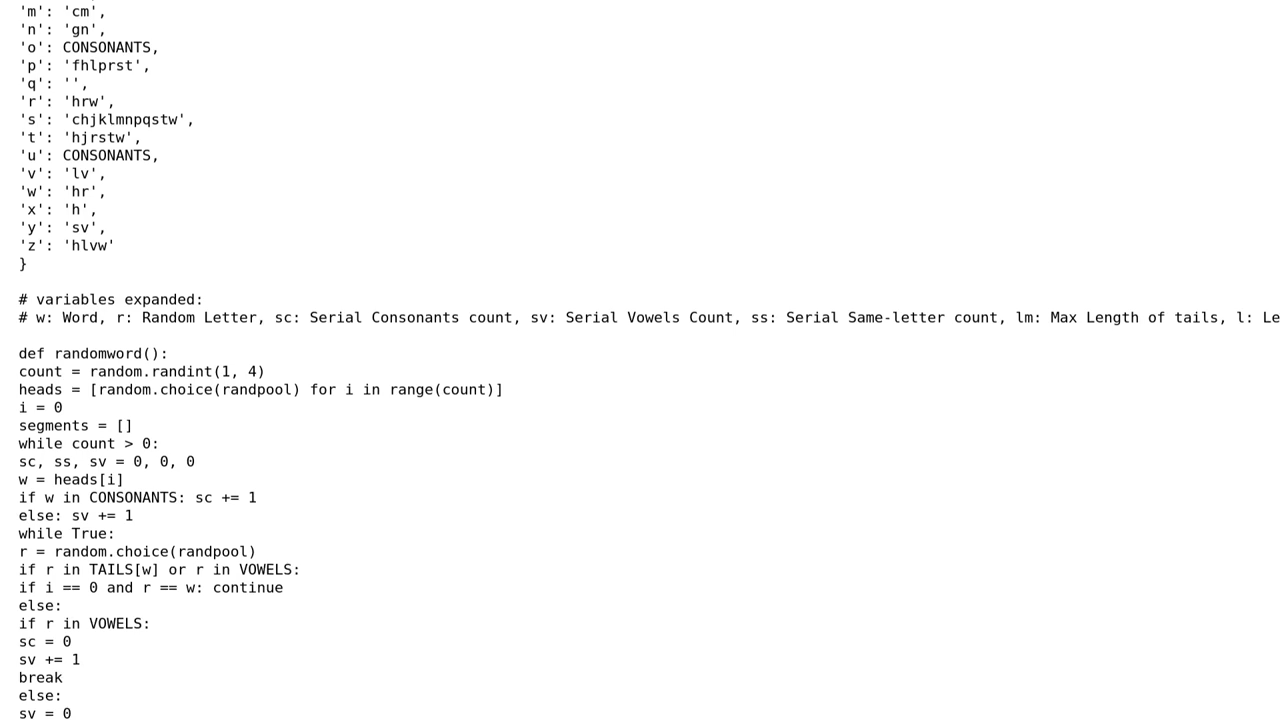 'm': 'cm',
'n': 'gn',
'o': CONSONANTS,
'p': 'fhlprst',
'q': '',
'r': 'hrw',
's': 'chjklmnpqstw',
't': 'hjrstw',
'u': CONSONANTS,
'v': 'lv',
'w': 'hr',
'x': 'h',
'y': 'sv',
'z': 'hlvw'
}
# variables expanded:
# w: Word, r: Random Letter, sc: Serial Consonants count, sv: Serial Vowels Count, ss: Serial Same-letter count, lm: Max Length of tails, l: Le
def randomword():
count = random.randint(1, 4)
heads = [random.choice(randpool) for i in range(count)]
i = 0
segments = []
while count > 0:
sc, ss, sv = 0, 0, 0
w = heads[i]
if w in CONSONANTS: sc += 1
else: sv += 1
while True:
r = random.choice(randpool)
if r in TAILS[w] or r in VOWELS:
if i == 0 and r == w: continue
else:
if r in VOWELS:
sc = 0
sv += 1
break
else:
sv = 0